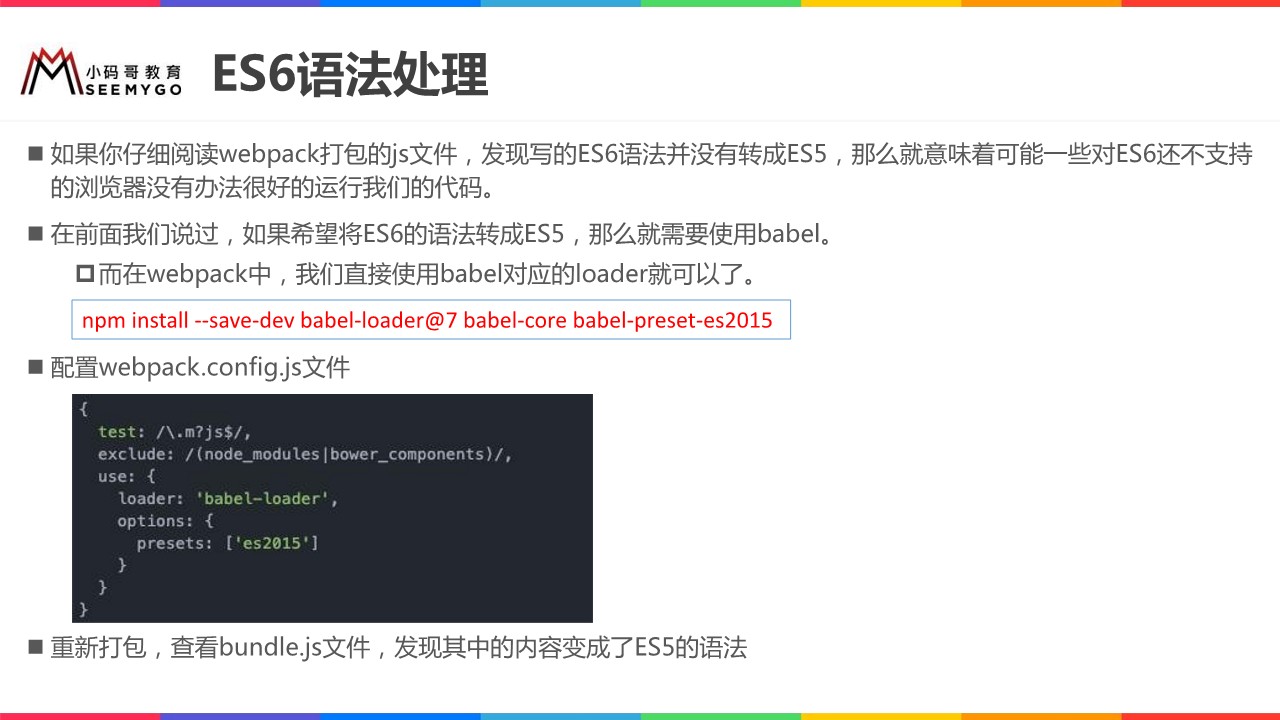 小码哥教育
SEEMYGO
ES6语法处理
如果你仔细阅读webpack打包的js文件，发现写的ES6语法并没有转成ES5，那么就意味着可能一些对ES6还不支持
的浏览器没有办法很好的运行我们的代码。
在前面我们说过，如果希望将ES6的语法转成ES5，那么就需要使用babel。
而在webpack中，我们直接使用babel对应的loader就可以了。
npm install --save-dev babel-loader@7 babel-core babel-preset-es2015
配置webpack.config.js文件
{
  test: /\.m?js$/,
  exclude: /(node_modules|bower_components)/,
  use: {
    loader: 'babel-loader',
    options: {
      presets: ['es2015']
    }
  }
}
重新打包，查看bundle.js文件，发现其中的内容变成了ES5的语法